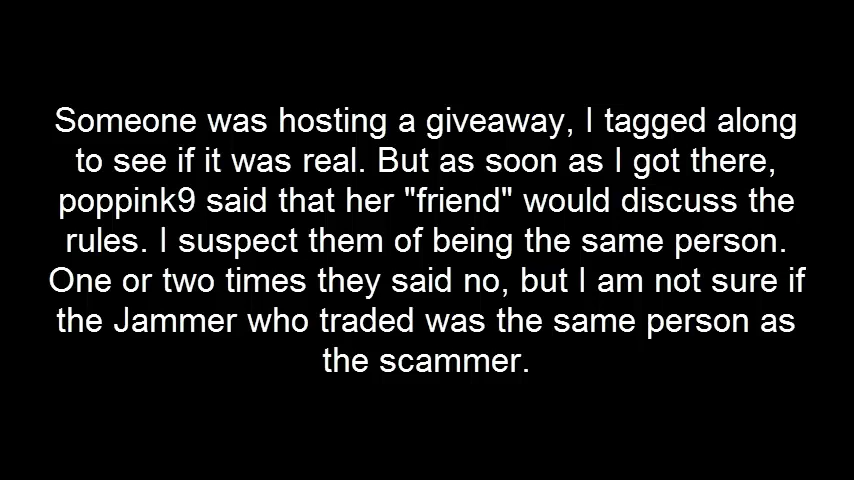 Someone was hosting a giveaway, I tagged along
to see if it was real. But as soon as I got there,
poppink9 said that her "friend" would discuss the
rules. I suspect them of being the same person.
One or two times they said no, but I am not sure if
the Jammer who traded was the same person as
the scammer.